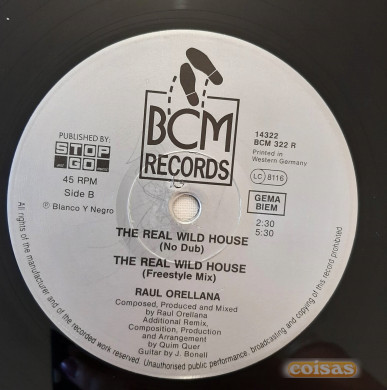 BCM
RECORDS
PUBLISHED BY:
STOP
AND
GO
45 RPM
Side B
Ⓟ Blanco Y Negro
14322
BCM 322 R
Printed in
Western Germany
LC 8116
GEMA
BIEM
2:30
5:30
THE REAL WILD HOUSE
(No Dub)
THE REAL WILD HOUSE
(Freestyle Mix)
RAUL ORELLANA
Composed, Produced and Mixed
by Raul Orellana
Additional Remix,
Composition, Production
and Arrangement
by Quim Quer
Guitar by J. Bonell
All rights of the manufacturer and of the owner of the recorded work reserved. Unauthorised public performance, broadcasting and copying of this record prohibited
coisas